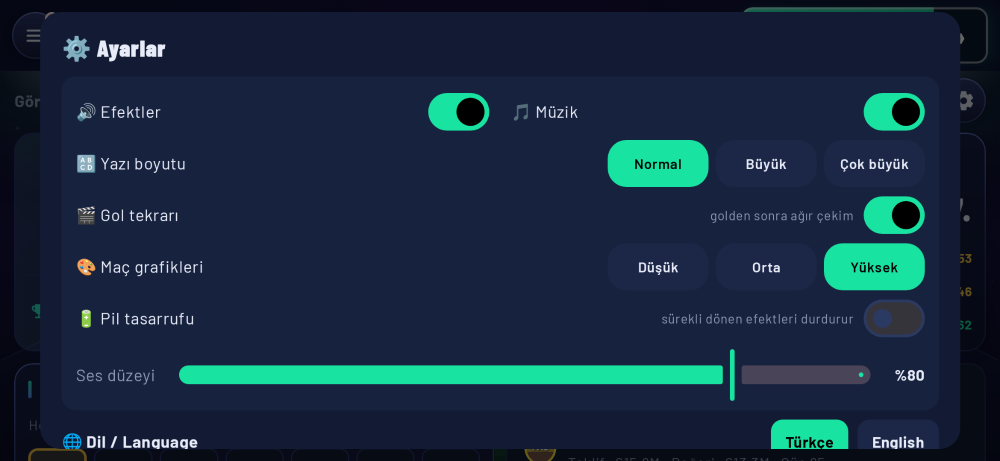 Ayarlar
Efektler
Müzik
Yazı boyutu Normal Büyük Çok büyük
Gol tekrarı golden sonra ağır çekim
Maç grafikleri Düşük Orta Yüksek
Pil tasarrufu sürekli dönen efektleri durdurur
Ses düzeyi %80
Dil / Language Türkçe English